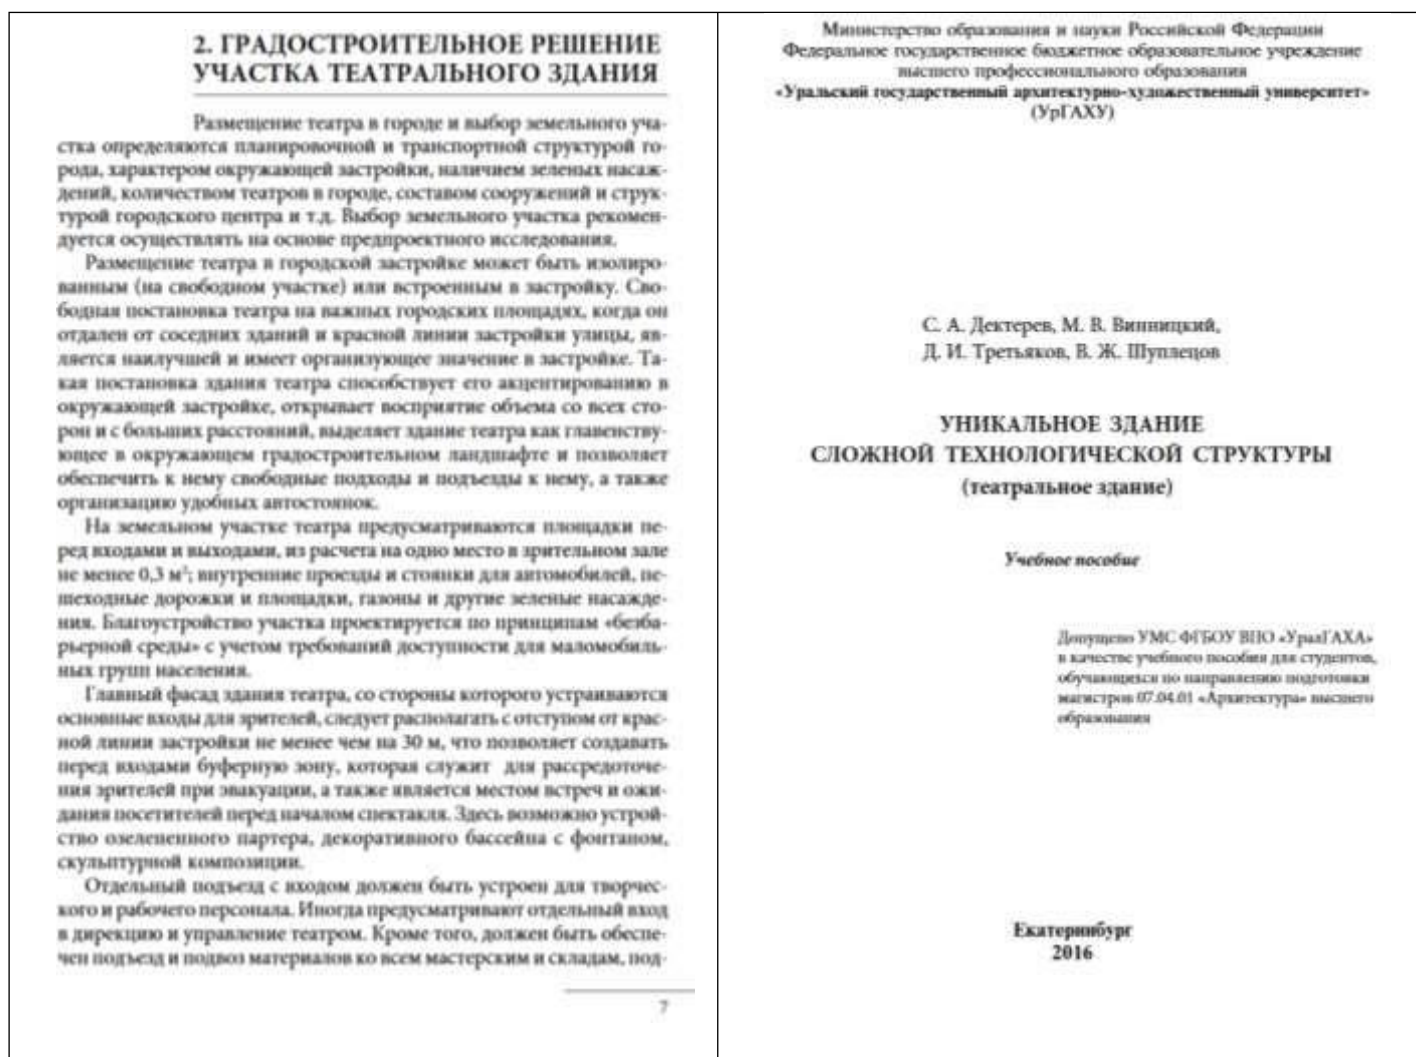 2. ГРАДОСТРОИТЕЛЬНОЕ РЕШЕНИЕ
УЧАСТКА ТЕАТРАЛЬНОГО ЗДАНИЯ
Размещение театра в городе и выбор земельного уча-
стка определяются планировочной и транспортной структурой го-
рода, характером окружающей застройки, наличием зеленых насаж-
дений, количеством театров в городе, составом сооружений и струк-
турой городского центра и т.д. Выбор земельного участка рекомен-
дуется осуществлять на основе предпроектного исследования.
Размещение театра в городской застройке может быть изолиро-
ванным (на свободном участке) или встроенным в застройку. Сво-
бодная постановка театра на важных городских площадях, когда он
отдален от соседних зданий и красной линии застройки улицы, яв-
ляется наилучшей и имеет организующее значение в застройке. Та-
кая постановка здания театра способствует его акцентированию в
окружающей застройке, открывает восприятие объема со всех сто-
рон и с больших расстояний, выделяет здание театра как главенству-
ющее в окружающем градостроительном ландшафте и позволяет
обеспечить к нему свободные подходы и подъезды к нему, а также
организацию удобных автостоянок.
На земельном участке театра предусматриваются площадки пе-
ред входами и выходами, из расчета на одно место в зрительном зале
не менее 0,3 м²; внутренние проезды и стоянки для автомобилей, пе-
шеходные дорожки и площадки, газоны и другие зеленые насажде-
ния. Благоустройство участка проектируется по принципам «безба-
рьерной среды» с учетом требований доступности для маломобиль-
ных групп населения.
Главный фасад здания театра, со стороны которого устраиваются
основные входы для зрителей, следует располагать с отступом от крас-
ной линии застройки не менее чем на 30 м, что позволяет создавать
перед входами буферную зону, которая служит для рассредоточе-
ния зрителей при эвакуации, а также является местом встреч и ожи-
дания посетителей перед началом спектакля. Здесь возможно устрой-
ство озелененного партера, декоративного бассейна с фонтаном,
скульптурной композиции.
Отдельный подъезд с входом должен быть устроен для творчес-
кого и рабочего персонала. Иногда предусматривают отдельный вход
в дирекцию и управление театром. Кроме того, должен быть обеспе-
чен подъезд и подвоз материалов ко всем мастерским и складам, под-
7
Министерство образования и науки Российской Федерации
Федеральное государственное бюджетное образовательное учреждение
высшего профессионального образования
«Уральский государственный архитектурно-художественный университет»
(УрГАХУ)
С. А. Дектерев, М. В. Винницкий,
Д. И. Третьяков, В. Ж. Шуплецов
УНИКАЛЬНОЕ ЗДАНИЕ
СЛОЖНОЙ ТЕХНОЛОГИЧЕСКОЙ СТРУКТУРЫ
(театральное здание)
Учебное пособие
Допущено УМС ФГБОУ ВПО «УралГАХА»
в качестве учебного пособия для студентов,
обучающихся по направлению подготовки
магистров 07.04.01 «Архитектура» высшего
образования
Екатеринбург
2016